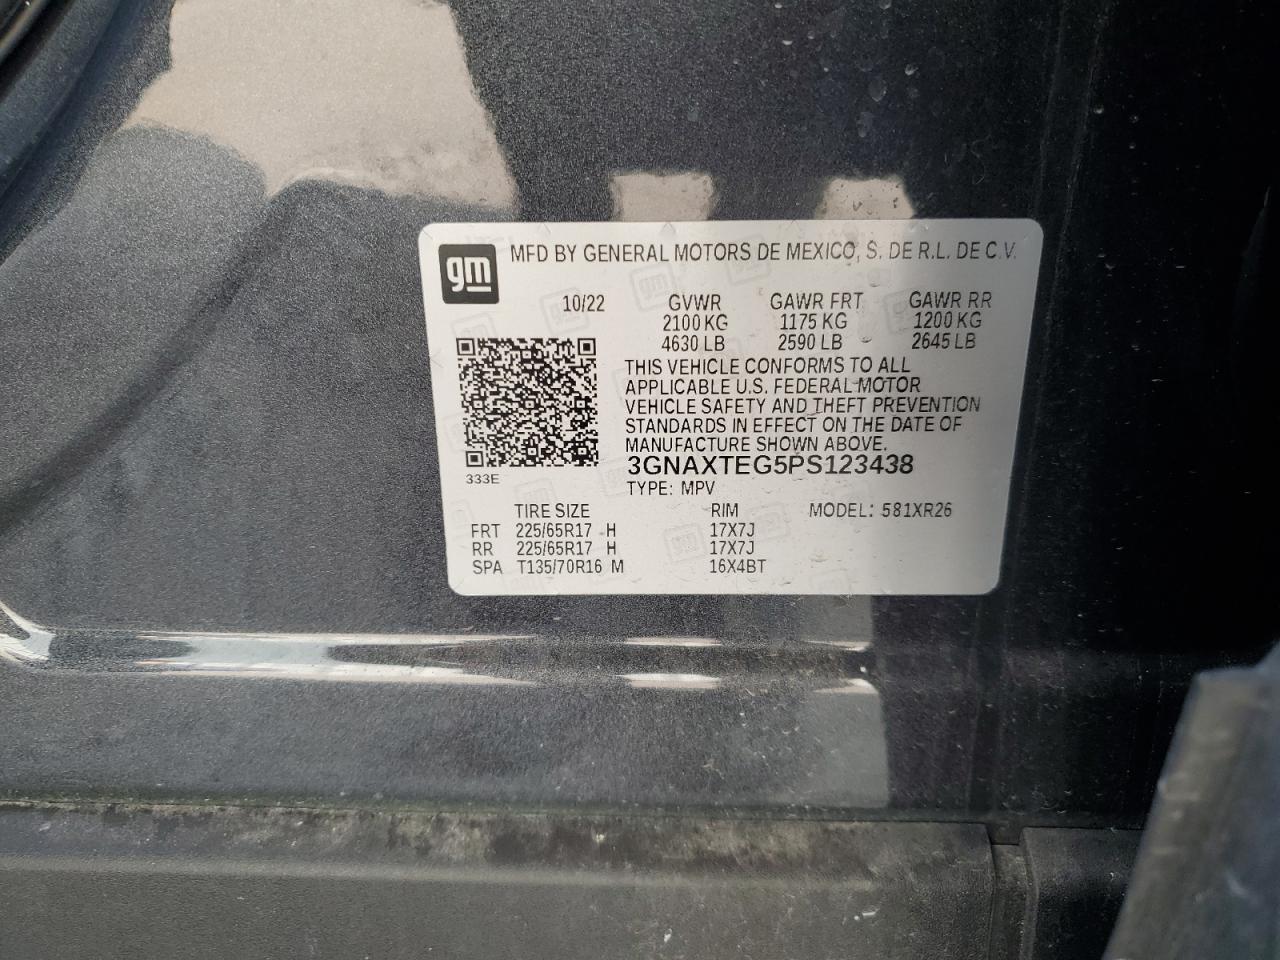 gm MFD BY GENERAL MOTORS DE MEXICO, S. DE R.L. DE C.V.
10/22 GVWR GAWR FRT GAWR RR
2100 KG 1175 KG 1200 KG
4630 LB 2590 LB 2645 LB
THIS VEHICLE CONFORMS TO ALL
APPLICABLE U.S. FEDERAL MOTOR
VEHICLE SAFETY AND THEFT PREVENTION
STANDARDS IN EFFECT ON THE DATE OF
MANUFACTURE SHOWN ABOVE.
3GNAXTEG5PS123438
333E
TYPE: MPV
TIRE SIZE RIM MODEL: 581XR26
FRT 225/65R17 H 17X7J
RR 225/65R17 H 17X7J
SPA T135/70R16 M 16X4BT